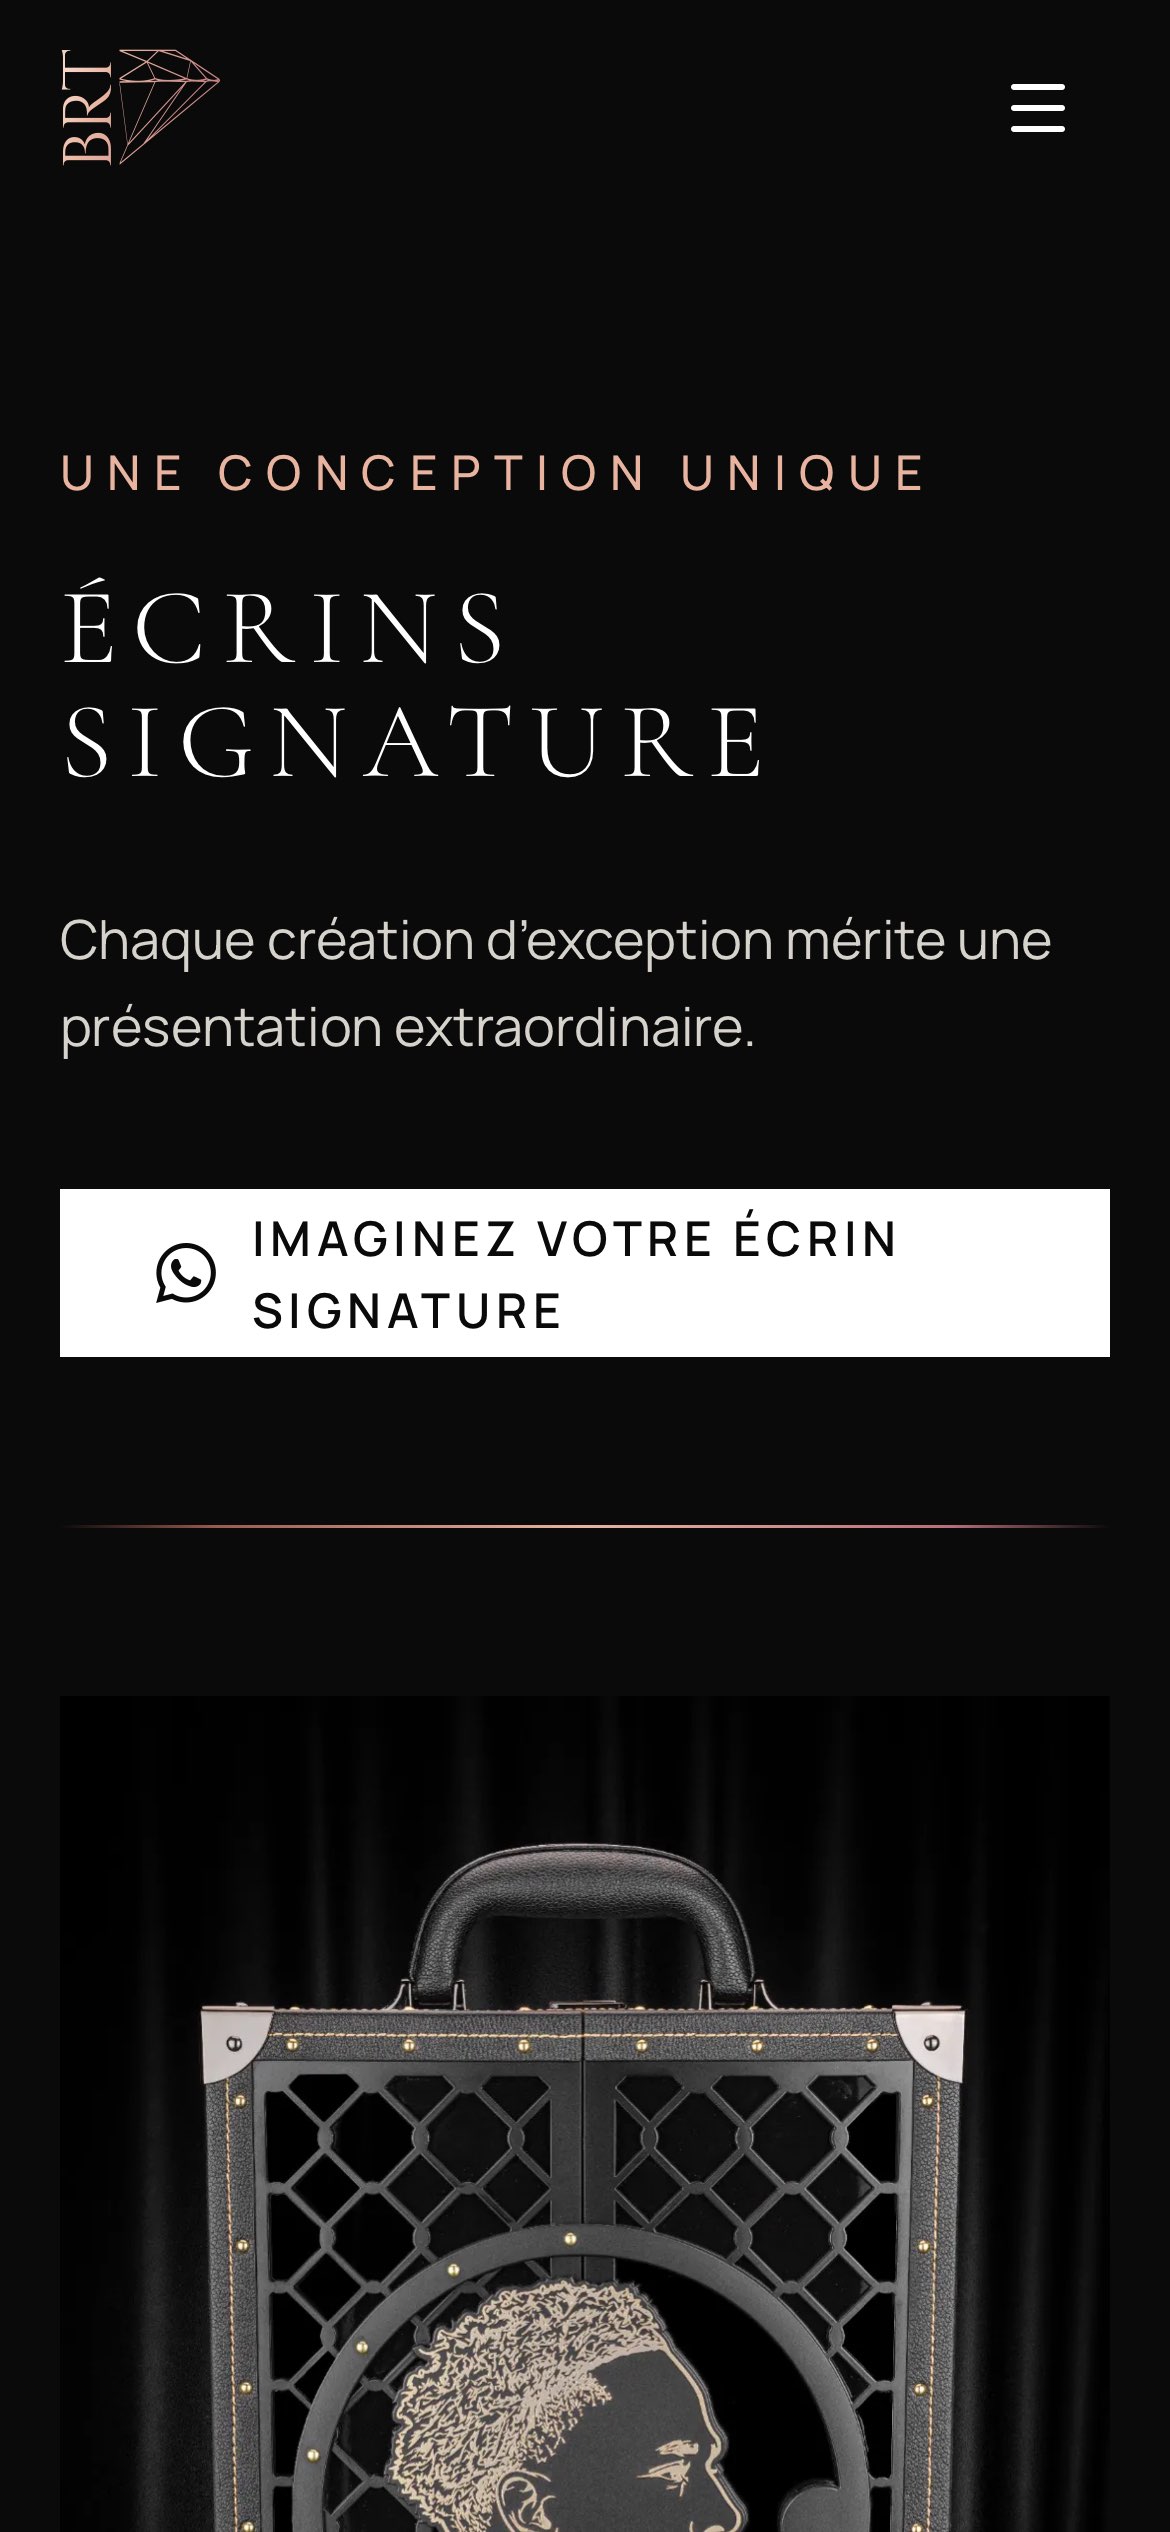 BRT
UNE CONCEPTION UNIQUE
ÉCRINS
SIGNATURE
Chaque création d’exception mérite une
présentation extraordinaire.
IMAGINEZ VOTRE ÉCRIN
SIGNATURE